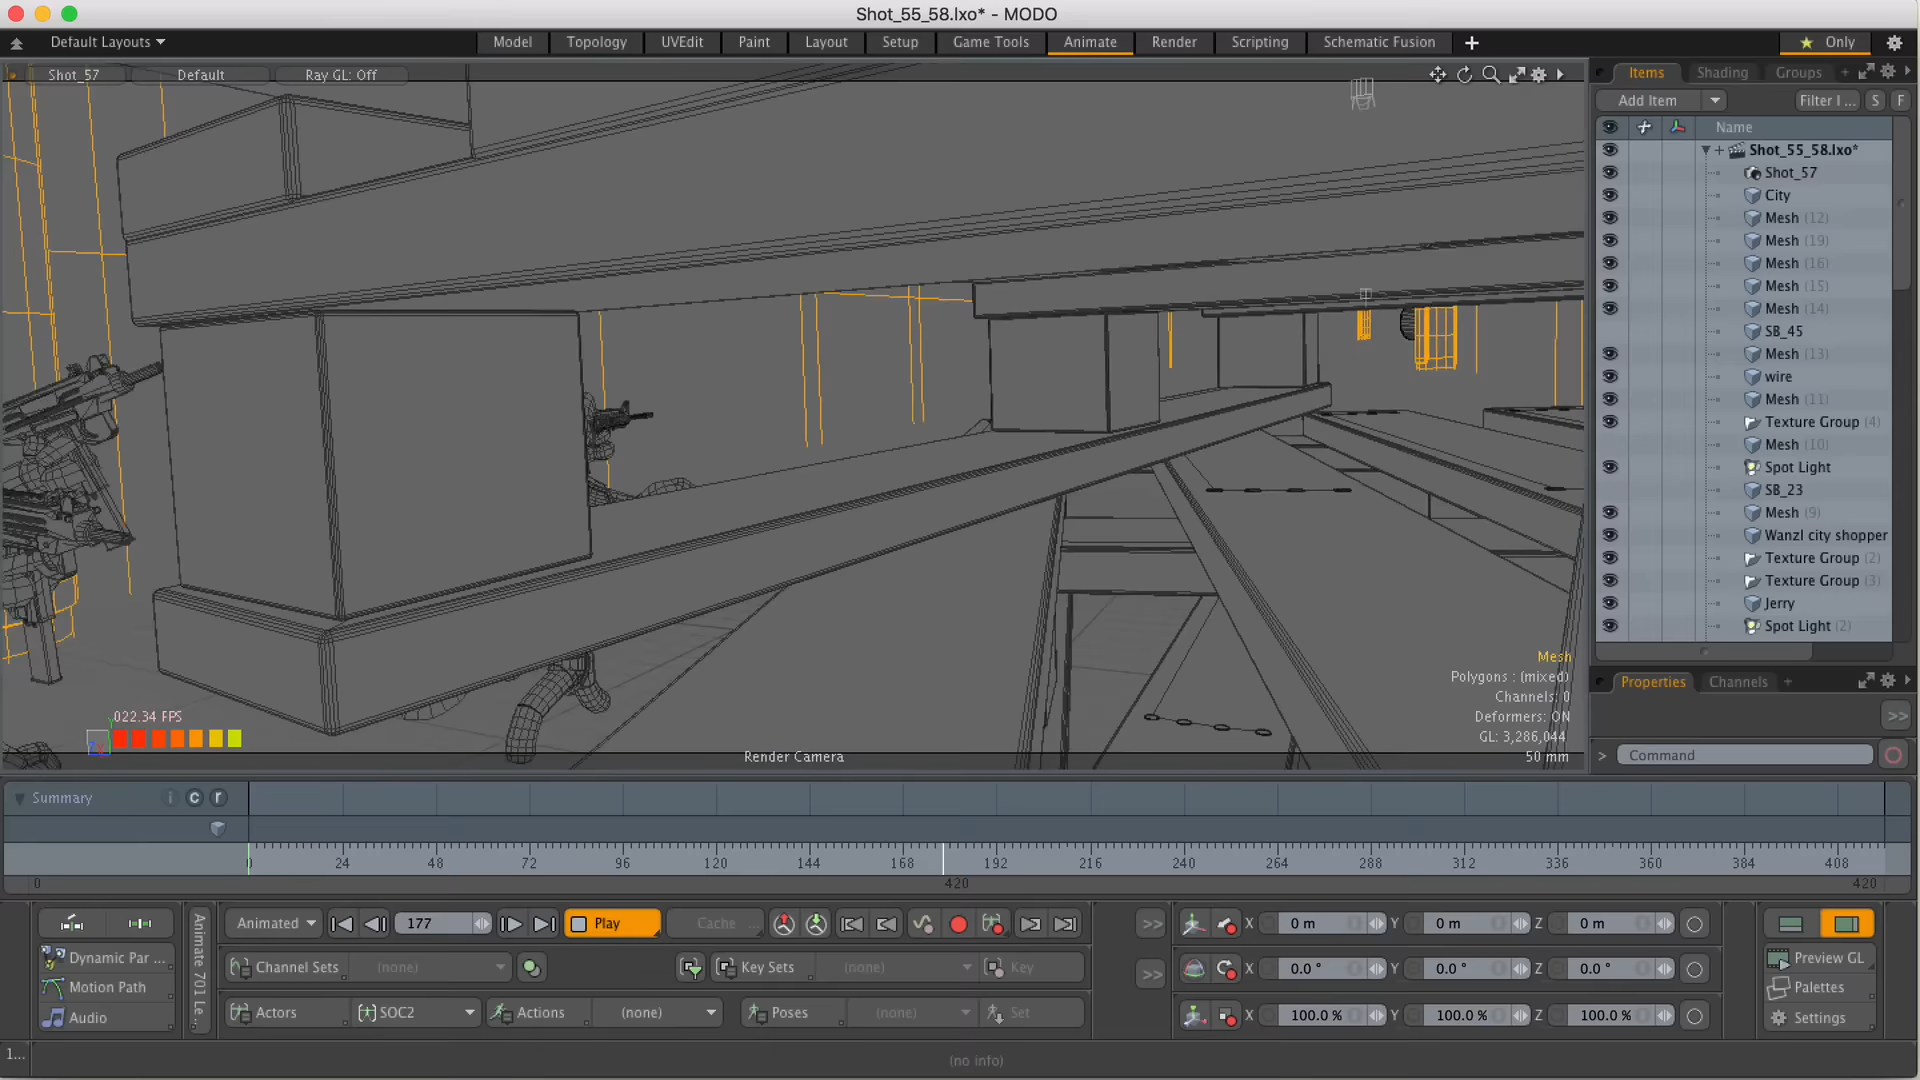 Shot_55_58.lxo* - MODO
Default Layouts
Model
Topology
UVEdit
Paint
Layout
Setup
Game Tools
Animate
Render
Scripting
Schematic Fusion
Only
Shot_57
Default
Ray GL: Off
Items
Shading
Groups
Add Item
Filter I ...
S
F
Name
Shot_55_58.lxo*
Shot_57
City
Mesh (12)
Mesh (19)
Mesh (16)
Mesh (15)
Mesh (14)
SB_45
Mesh (13)
wire
Mesh (11)
Texture Group (4)
Mesh (10)
Spot Light
SB_23
Mesh (9)
Wanzl city shopper
Texture Group (2)
Texture Group (3)
Jerry
Spot Light (2)
Mesh
Polygons : (mixed)
Channels: 0
Deformers: ON
GL: 3,286,044
50 mm
022.34 FPS
Render Camera
Properties
Channels
>>
> Command
Summary
i c r
0 24 48 72 96 120 144 168 192 216 240 264 288 312 336 360 384 408
0 420 420
Animate 701 Le...
Animated
177
Play
Cache ...
>>
X 0 m Y 0 m Z 0 m
Dynamic Par ...
Motion Path
Audio
Channel Sets (none)
Key Sets (none)
Key
>>
X 0.0 ° Y 0.0 ° Z 0.0 °
Actors
SOC2
Actions
(none)
Poses
(none)
Set
X 100.0 % Y 100.0 % Z 100.0 %
Preview GL
Palettes
Settings
1...
(no info)